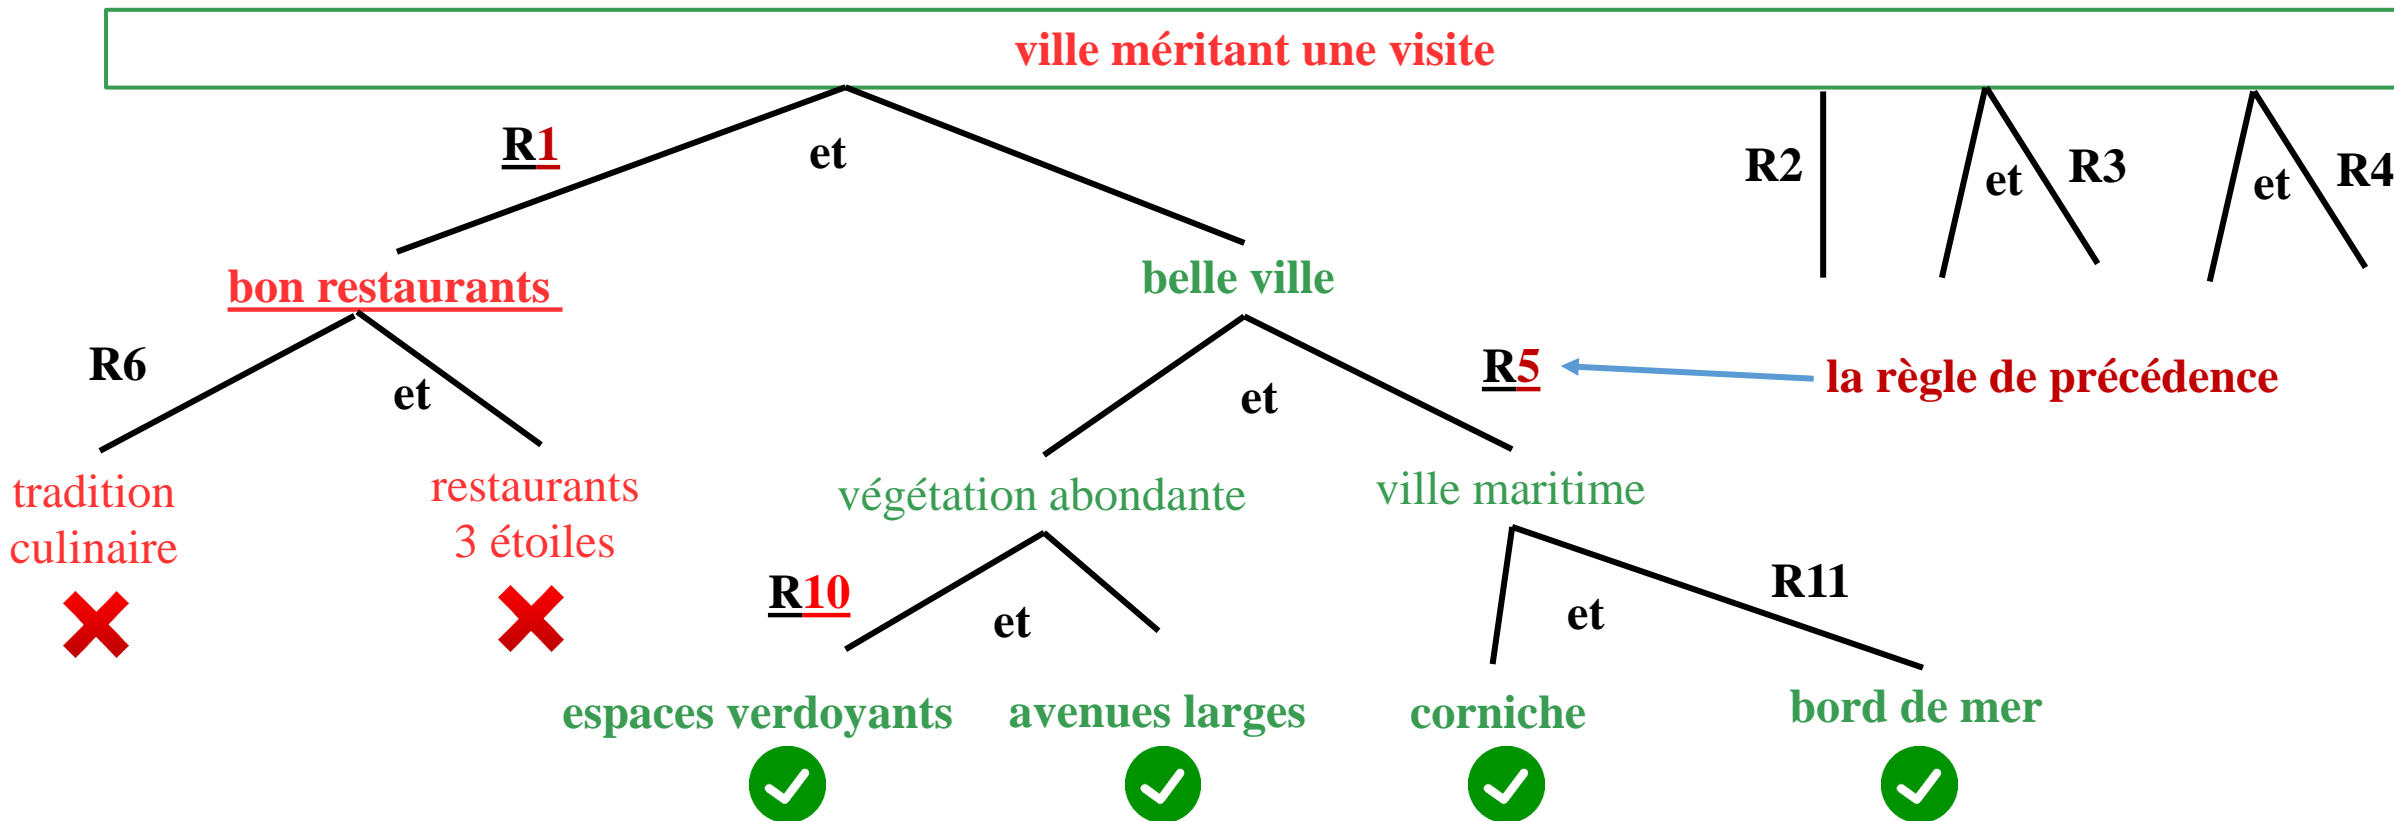 ville méritant une visite
R1
et
R2
et
R3
et
R4
bon restaurants
belle ville
R6
et
et
R5
la règle de précédence
tradition
culinaire
restaurants
3 étoiles
végétation abondante
ville maritime
R10
et
et
R11
espaces verdoyants
avenues larges
corniche
bord de mer